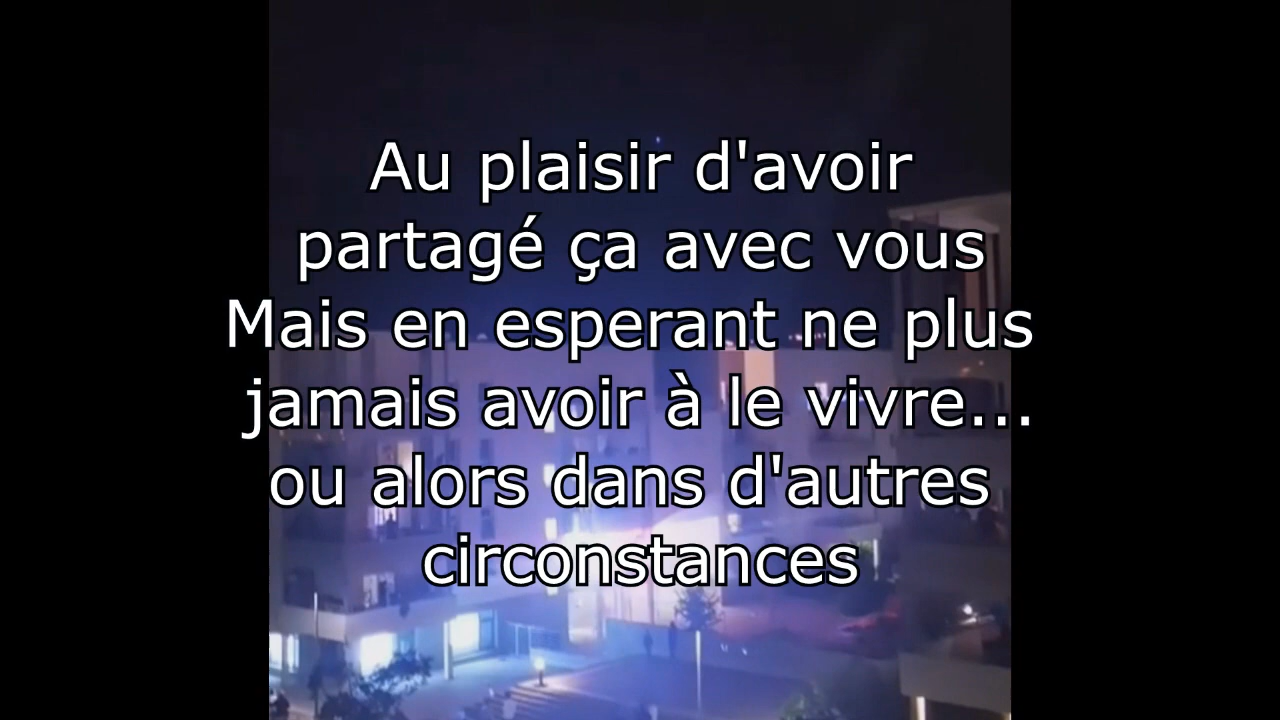 Au plaisir d'avoir
partagé ça avec vous
Mais en esperant ne plus
jamais avoir à le vivre...
ou alors dans d'autres
circonstances